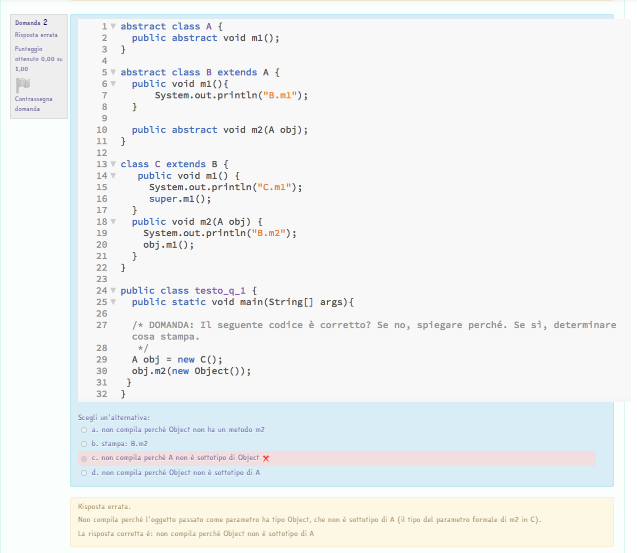 Domanda 2
Risposta errata
Punteggio
ottenuto 0,00 su
1,00
Contrassegna
domanda
1 abstract class A {
2 public abstract void m1();
3 }
4
5 abstract class B extends A {
6 public void m1(){
7 System.out.println("B.m1");
8 }
9
10 public abstract void m2(A obj);
11 }
12
13 class C extends B {
14 public void m1() {
15 System.out.println("C.m1");
16 super.m1();
17 }
18 public void m2(A obj) {
19 System.out.println("B.m2");
20 obj.m1();
21 }
22 }
23
24 public class testo_q_1 {
25 public static void main(String[] args){
26
27 /* DOMANDA: Il seguente codice è corretto? Se no, spiegare perché. Se sì, determinare
cosa stampa.
28 */
29 A obj = new C();
30 obj.m2(new Object());
31 }
32 }
Scegli un'alternativa:
a. non compila perchè Object non ha un metodo m2
b. stampa: B.m2
c. non compila perchè A non è sottotipo di Object
d. non compila perchè Object non è sottotipo di A
Risposta errata.
Non compila perché l'oggetto passato come parametro ha tipo Object, che non è sottotipo di A (il tipo del parametro formale di m2 in C).
La risposta corretta è: non compila perchè Object non è sottotipo di A